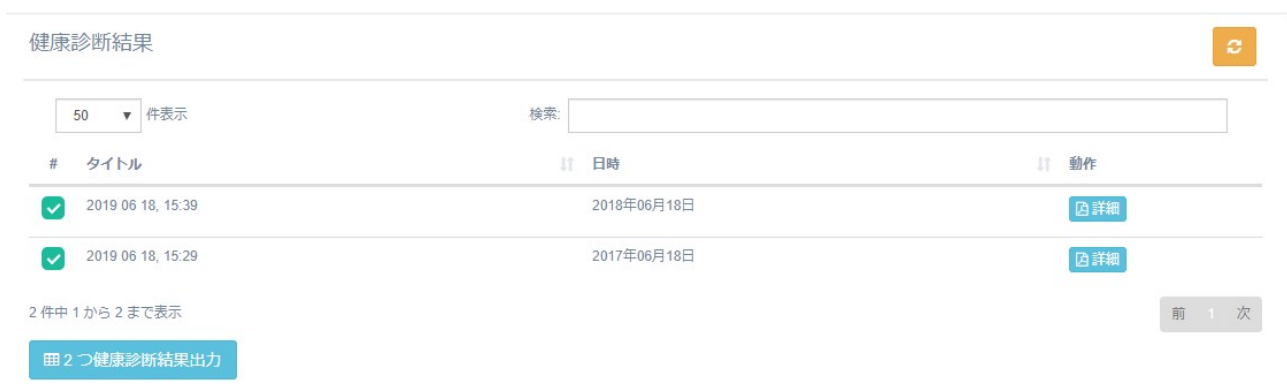 健康診断結果
50 件表示 検索:
# タイトル 日時 動作
2019 06 18, 15:39 2018年06月18日 詳細
2019 06 18, 15:29 2017年06月18日 詳細
2 件中 1 から 2 まで表示 前 1 次
2 つ健康診断結果出力